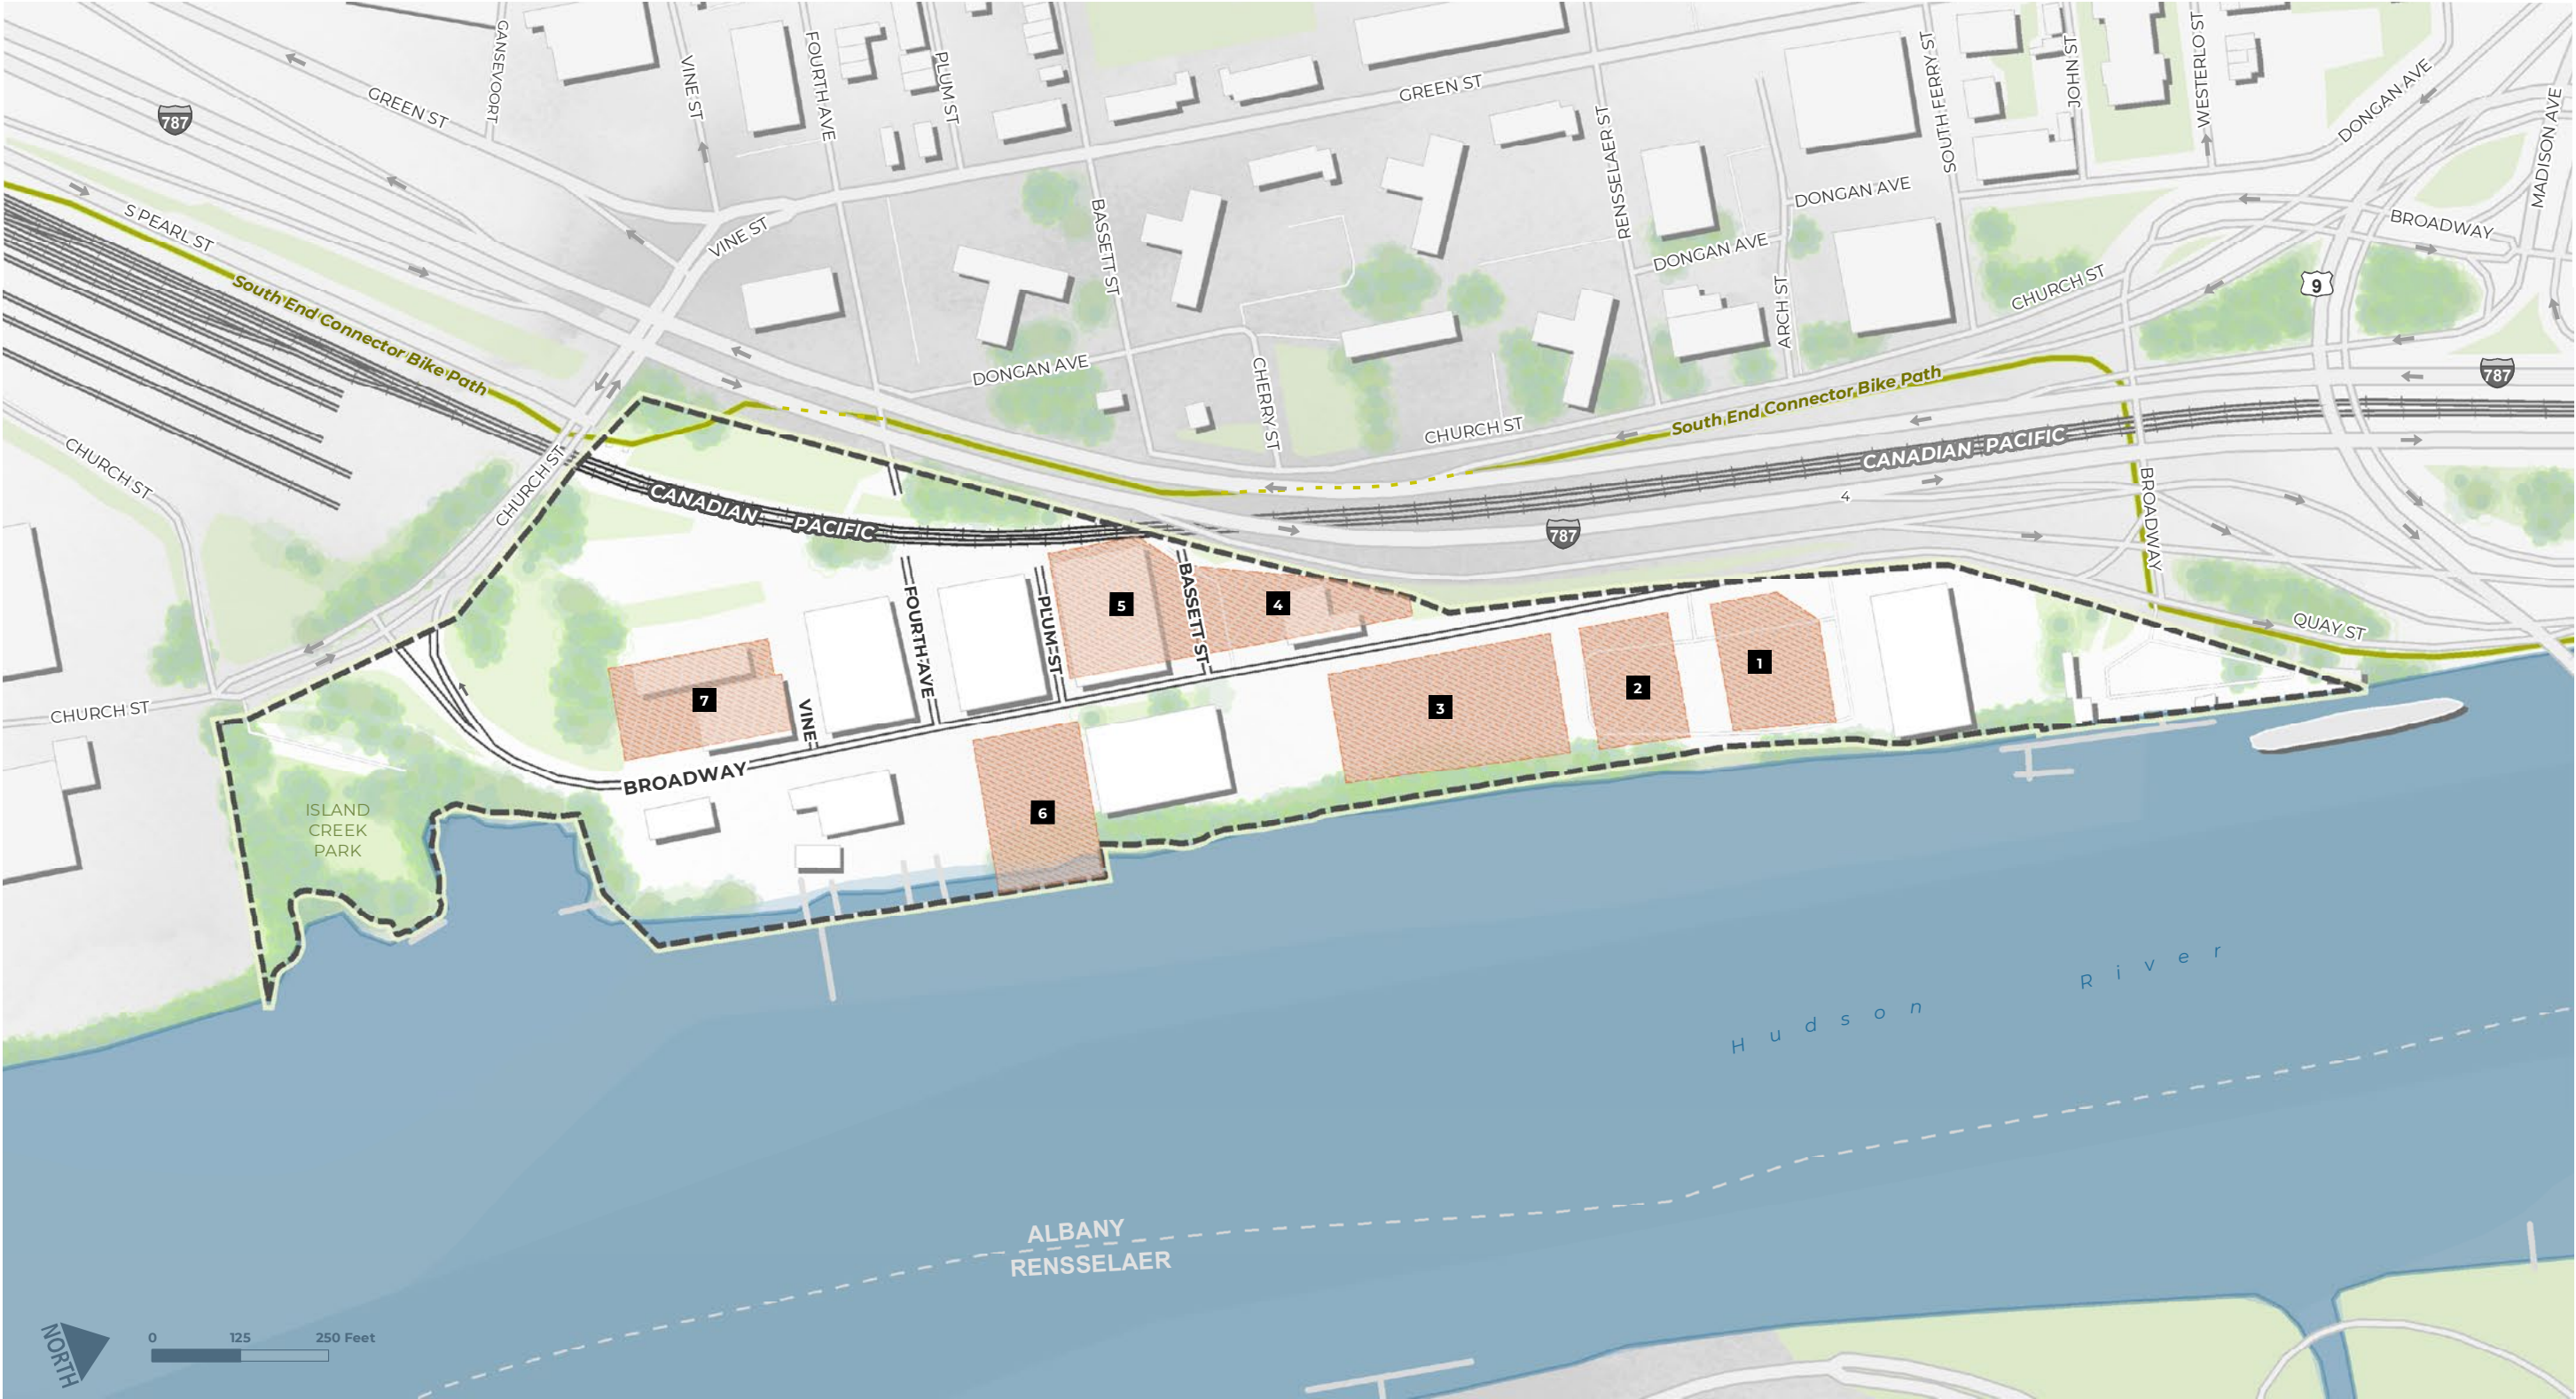 GANSEVOORT
VINE ST
FOURTH AVE
PLUM ST
GREEN ST
GREEN ST
787
RENSSELAER ST
SOUTH FERRY ST
JOHN ST
WESTERLO ST
DONGAN AVE
MADISON AVE
S PEARL ST
VINE ST
BASSETT ST
DONGAN AVE
DONGAN AVE
ARCH ST
CHURCH ST
BROADWAY
9
South End Connector Bike Path
DONGAN AVE
CHERRY ST
CHURCH ST
South End Connector Bike Path
787
CHURCH ST
CHURCH ST
CANADIAN PACIFIC
CANADIAN PACIFIC
4
787
BROADWAY
QUAY ST
FOURTH AVE
PLUM ST
5
BASSETT ST
4
1
2
3
7
VINE
CHURCH ST
BROADWAY
6
ISLAND
CREEK
PARK
Hudson River
ALBANY
RENSSELAER
NORTH
0 125 250 Feet